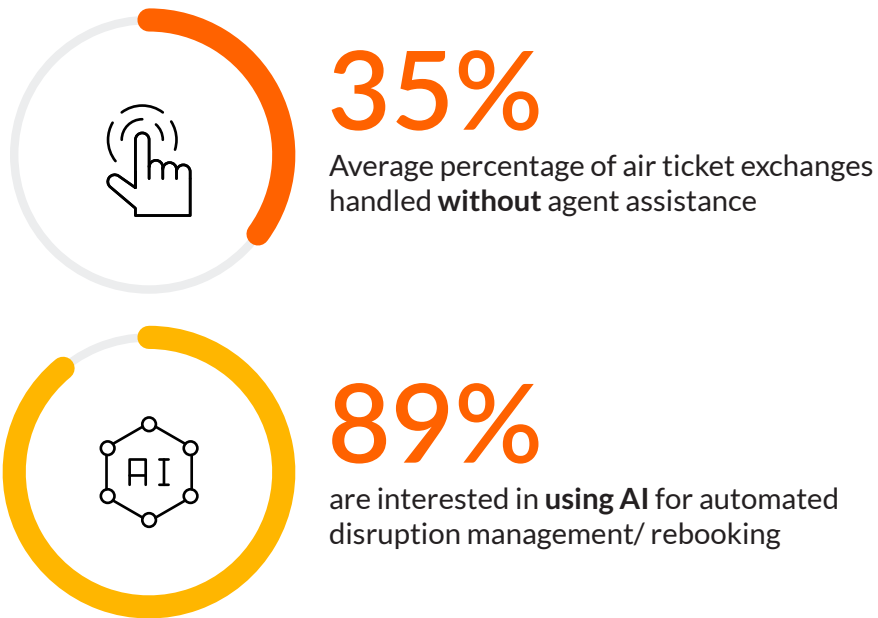 35%
Average percentage of air ticket exchanges
handled without agent assistance
AI
89%
are interested in using AI for automated
disruption management/ rebooking